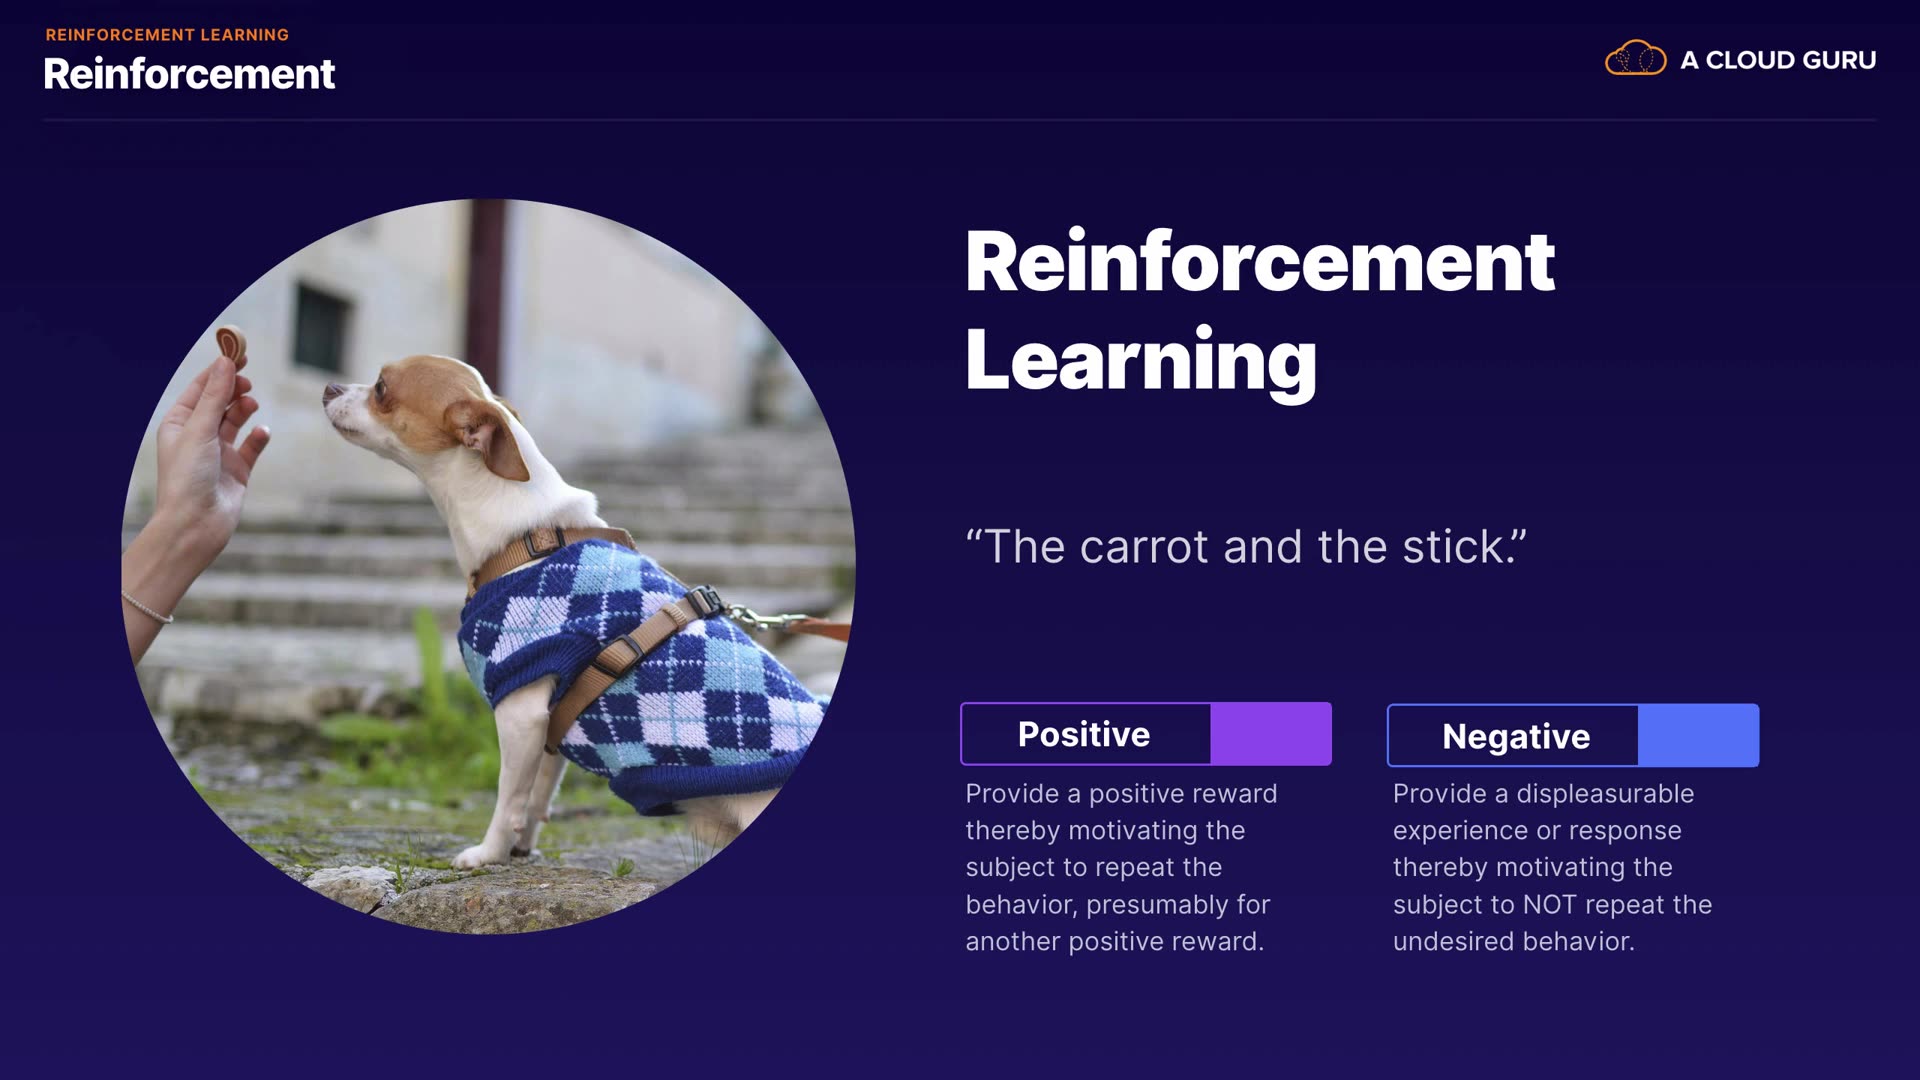 REINFORCEMENT LEARNING
Reinforcement
A CLOUD GURU
Reinforcement
Learning
“The carrot and the stick.”
Positive
Provide a positive reward
thereby motivating the
subject to repeat the
behavior, presumably for
another positive reward.
Negative
Provide a displeasurable
experience or response
thereby motivating the
subject to NOT repeat the
undesired behavior.